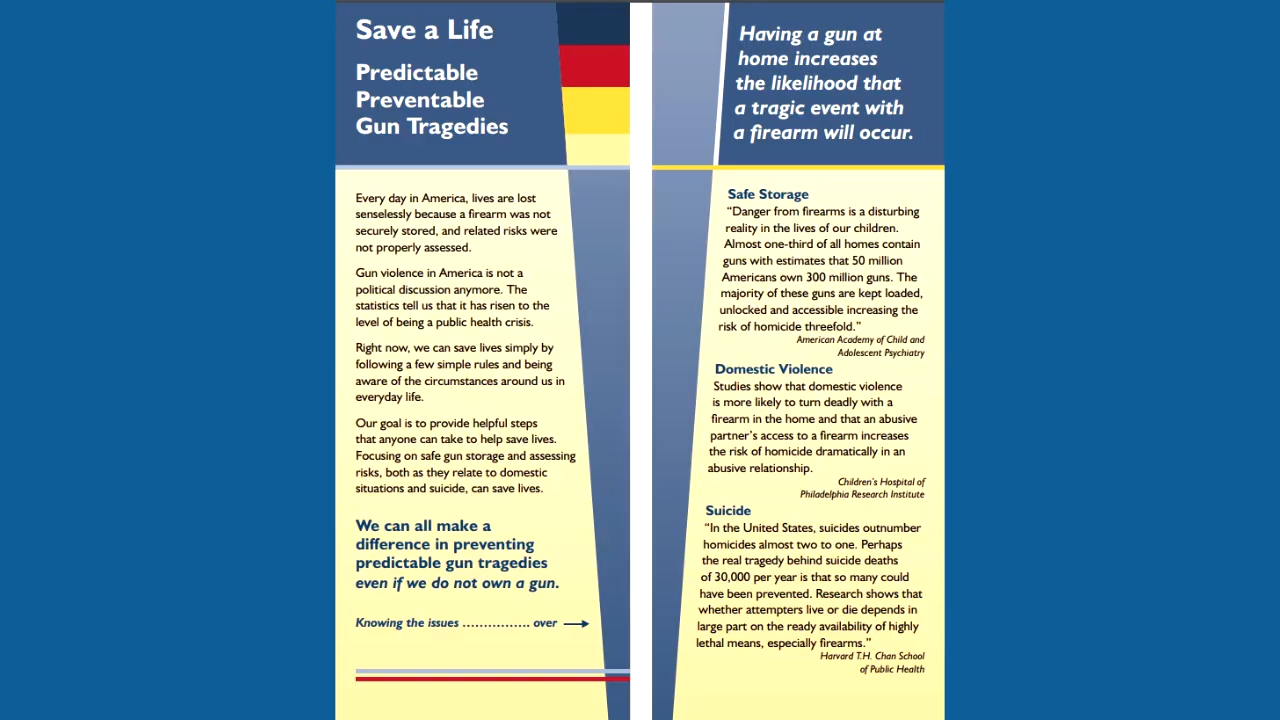 Save a Life
Predictable
Preventable
Gun Tragedies
Every day in America, lives are lost
senselessly because a firearm was not
securely stored, and related risks were
not properly assessed.
Gun violence in America is not a
political discussion anymore. The
statistics tell us that it has risen to the
level of being a public health crisis.
Right now, we can save lives simply by
following a few simple rules and being
aware of the circumstances around us in
everyday life.
Our goal is to provide helpful steps
that anyone can take to help save lives.
Focusing on safe gun storage and assessing
risks, both as they relate to domestic
situations and suicide, can save lives.
We can all make a
difference in preventing
predictable gun tragedies
even if we do not own a gun.
Knowing the issues ................ over →
Having a gun at
home increases
the likelihood that
a tragic event with
a firearm will occur.
Safe Storage
“Danger from firearms is a disturbing
reality in the lives of our children.
Almost one-third of all homes contain
guns with estimates that 50 million
Americans own 300 million guns. The
majority of these guns are kept loaded,
unlocked and accessible increasing the
risk of homicide threefold.”
American Academy of Child and
Adolescent Psychiatry
Domestic Violence
Studies show that domestic violence
is more likely to turn deadly with a
firearm in the home and that an abusive
partner’s access to a firearm increases
the risk of homicide dramatically in an
abusive relationship.
Children’s Hospital of
Philadelphia Research Institute
Suicide
“In the United States, suicides outnumber
homicides almost two to one. Perhaps
the real tragedy behind suicide deaths
of 30,000 per year is that so many could
have been prevented. Research shows that
whether attempters live or die depends in
large part on the ready availability of highly
lethal means, especially firearms.”
Harvard T.H. Chan School
of Public Health